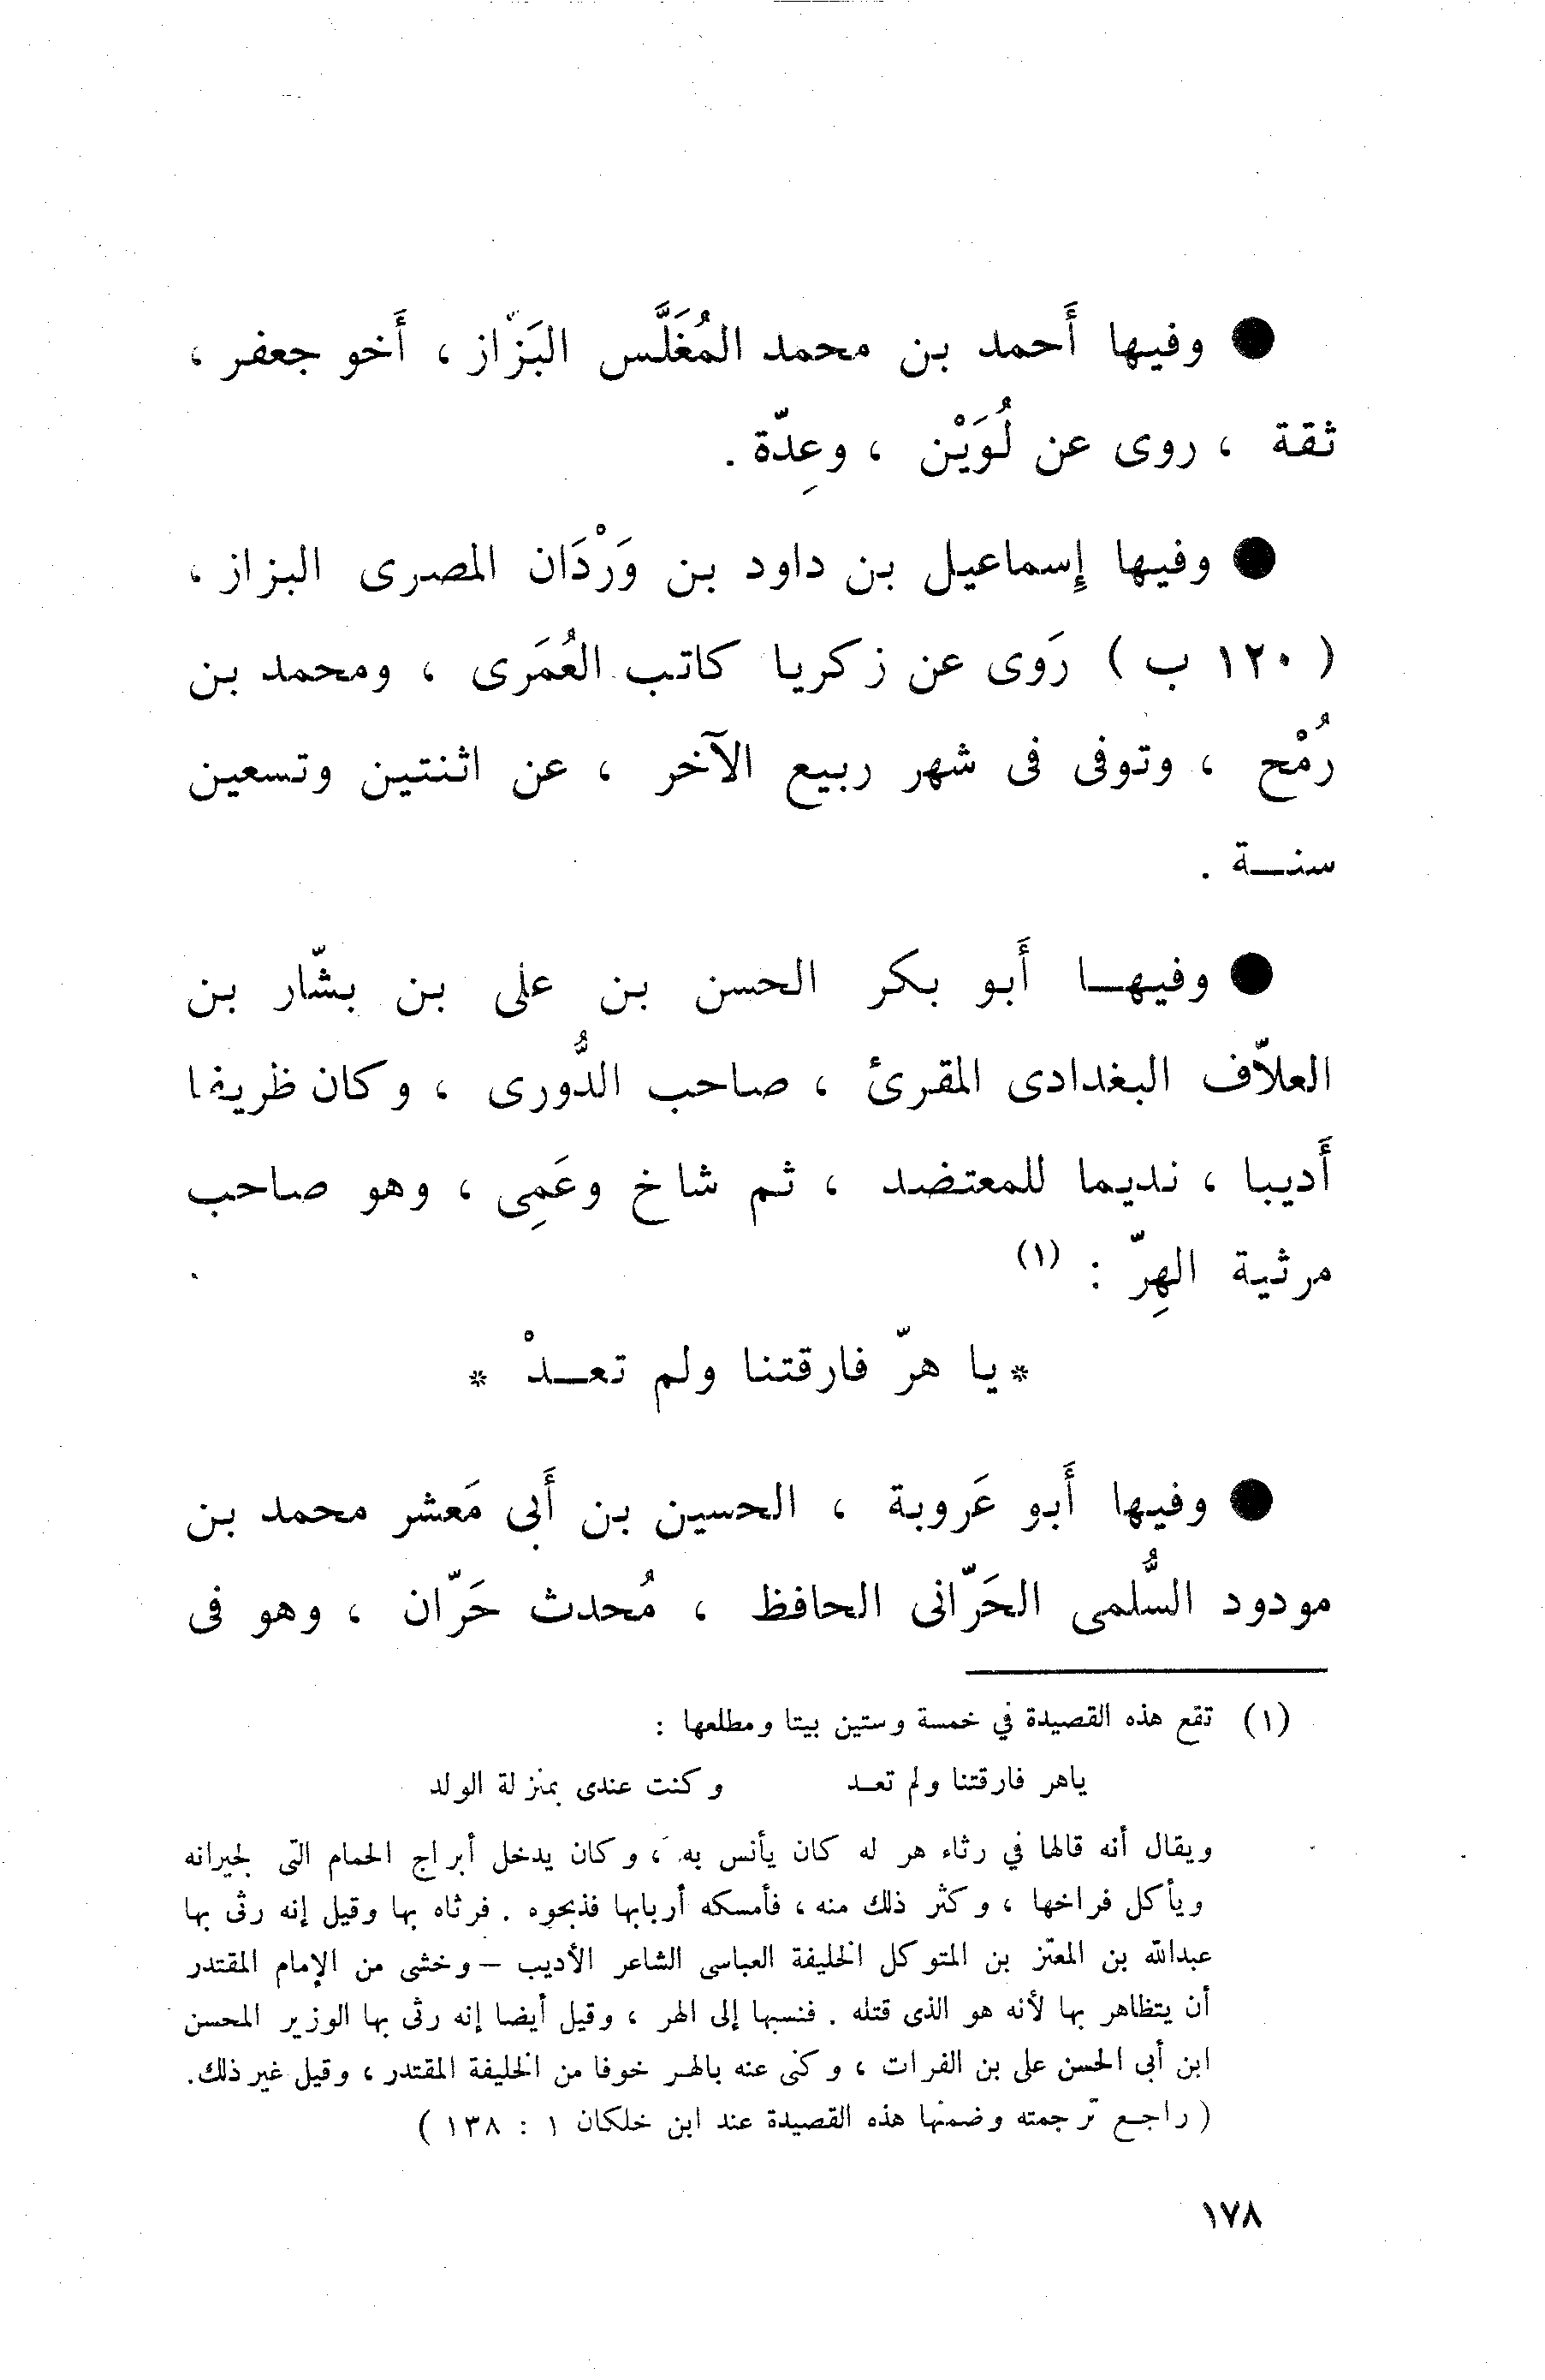 ● وفيها أَحمد بن محمد المُغَلَّس البَزّاز ، أَخو جعفر ،
ثقة ، روى عن لُوَيْن ، وعِدّة .
● وفيها إِسماعيل بن داود بن وَرْدَان المصرى البزاز ،
( ١٢٠ ب ) رَوى عن زكريا كاتب العُمَرى ، ومحمد بن
رُمْح ، وتوفى فى شهر ربيع الآخر ، عن اثنتين وتسعين
سنــة .
● وفيهــا أَبو بكر الحسن بن على بن بشّار بن
العلاّف البغدادى المقرئ ، صاحب الدُّورى ، وكان ظريفا
أَديبا ، نديما للمعتضد ، ثم شاخ وعَمِى ، وهو صاحب
مرثية الهِرّ : (١)
* يا هرّ فارقتنا ولم تعــدْ *
● وفيها أَبو عَروبة ، الحسين بن أَبى مَعشر محمد بن
مودود السُّلمى الحَرّانى الحافظ ، مُحدث حَرّان ، وهو فى
(١) تقع هذه القصيدة في خمسة وستين بيتا ومطلعها :
ياهر فارقتنا ولم تعــد وكنت عندى بمنزلة الولد
ويقال أنه قالها في رثاء هر له كان يأنس به ، وكان يدخل أبراج الحمام التى لجيرانه
ويأكل فراخها ، وكثر ذلك منه ، فأمسكه أربابها فذبحوه . فرثاه بها وقيل إنه رثى بها
عبدالله بن المعتز بن المتوكل الخليفة العباسى الشاعر الأديب – وخشى من الإمام المقتدر
أن يتظاهر بها لأنه هو الذى قتله . فنسبها إلى الهر ، وقيل أيضا إنه رثى بها الوزير المحسن
ابن أبى الحسن على بن الفرات ، وكنى عنه بالهــر خوفا من الخليفة المقتدر ، وقيل غير ذلك.
( راجــع ترجمته وضمنها هذه القصيدة عند ابن خلكان ١ : ١٣٨ )
١٧٨